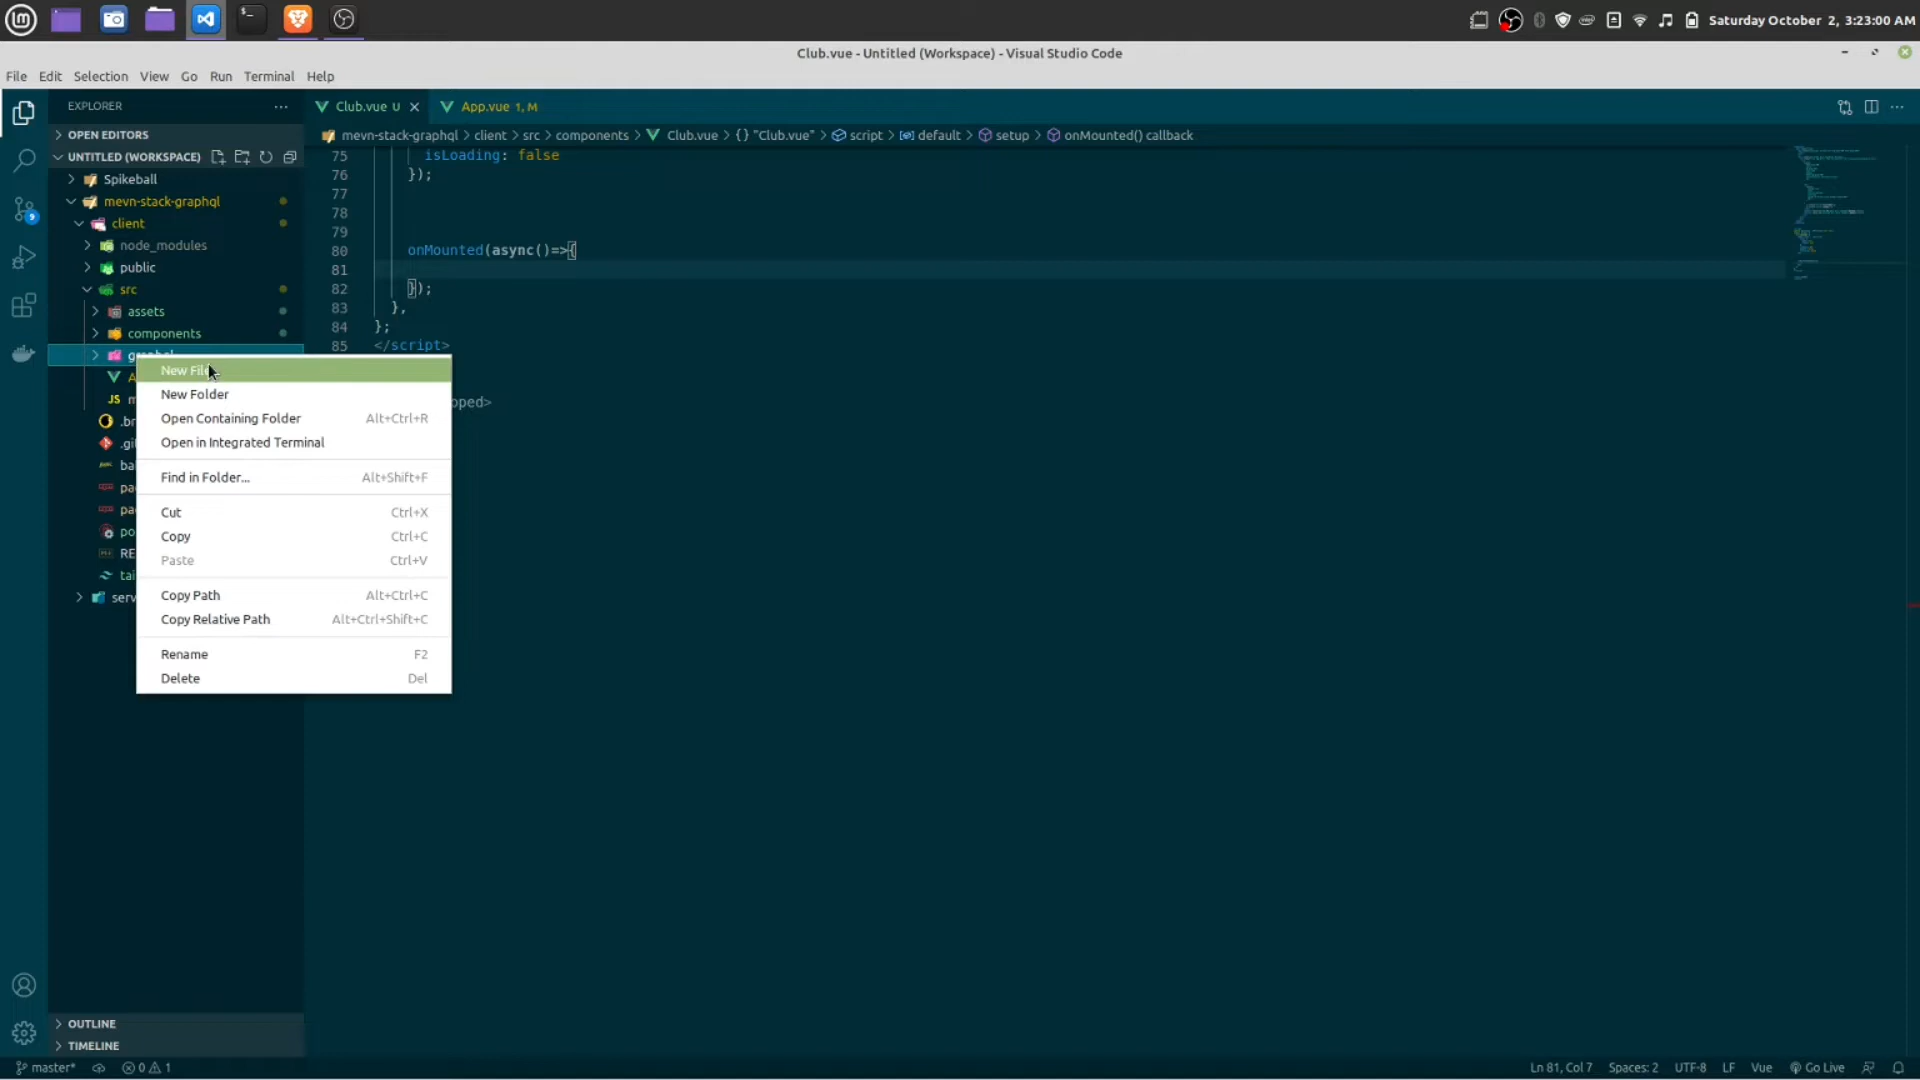 Saturday October 2, 3:23:00 AM
Club.vue - Untitled (Workspace) - Visual Studio Code
File Edit Selection View Go Run Terminal Help
EXPLORER
Club.vue U
App.vue 1, M
OPEN EDITORS
mevn-stack-graphql > client > src > components > Club.vue > {} "Club.vue" > script > default > setup > onMounted() callback
UNTITLED (WORKSPACE)
Spikeball
mevn-stack-graphql
client
node_modules
public
src
assets
components
serv
75 isLoading: false
76 });
77
78
79
80 onMounted(async()=>{
81
82 });
83 },
84 };
85 </script>
oped>
New File
New Folder
Open Containing Folder Alt+Ctrl+R
Open in Integrated Terminal
Find in Folder... Alt+Shift+F
Cut Ctrl+X
Copy Ctrl+C
Paste Ctrl+V
Copy Path Alt+Ctrl+C
Copy Relative Path Alt+Ctrl+Shift+C
Rename F2
Delete Del
OUTLINE
TIMELINE
master* 0 1
Ln 81, Col 7 Spaces: 2 UTF-8 LF Vue Go Live